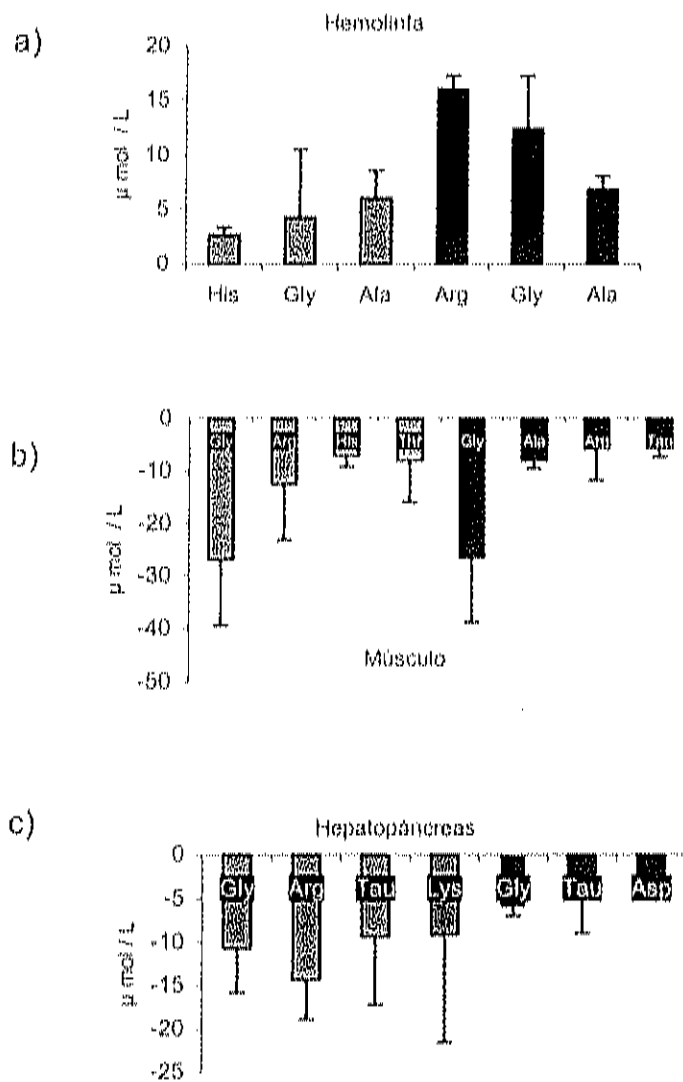 a)
Hemolinfa
20
15
10
5
0
µ mol / L
His Gly Ala Arg Gly Ala
b)
0
-10
-20
-30
-40
-50
µ mol / L
Gly Arg His Thr Gly Ala Arg Tau
Músculo
c)
Hepatopáncreas
0
-5
-10
-15
-20
-25
µ mol / L
Gly Arg Tau Lys Gly Tau Asp